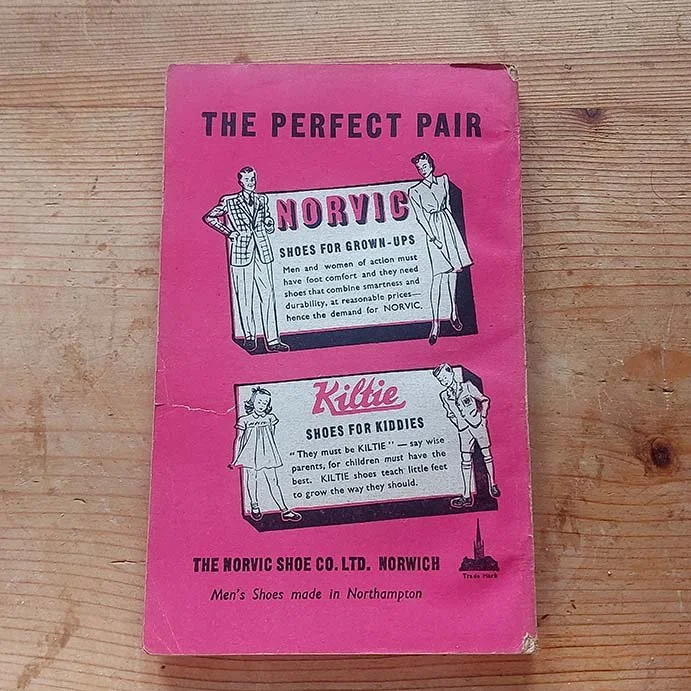 THE PERFECT PAIR
NORVIC
SHOES FOR GROWN-UPS
Men and women of action must
have foot comfort and they need
shoes that combine smartness and
durability, at reasonable prices—
hence the demand for NORVIC.
Kiltie
SHOES FOR KIDDIES
"They must be KILTIE" — say wise
parents, for children must have the
best. KILTIE shoes teach little feet
to grow the way they should.
THE NORVIC SHOE CO. LTD. NORWICH
Trade Mark
Men's Shoes made in Northampton